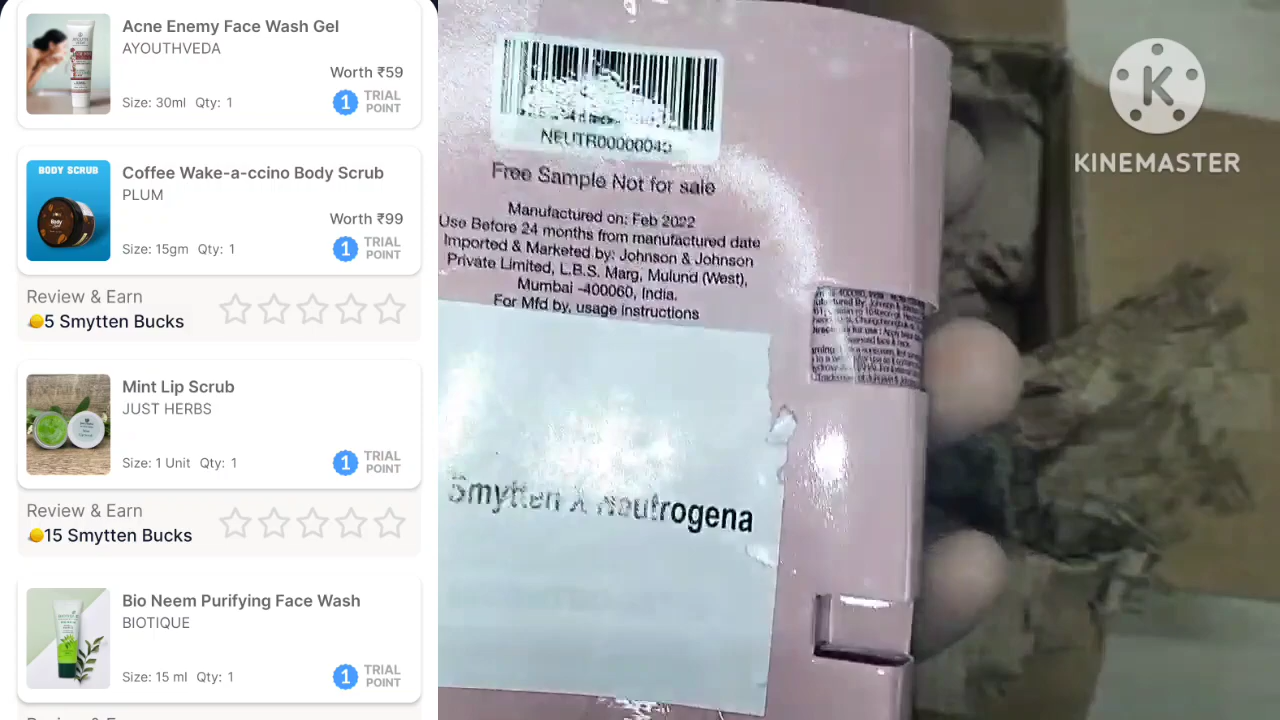 Acne Enemy Face Wash Gel
AYOUTHVEDA
Worth ₹59
Size: 30ml Qty: 1
1 TRIAL
POINT
BODY SCRUB
Coffee Wake-a-ccino Body Scrub
PLUM
Worth ₹99
Size: 15gm Qty: 1
1 TRIAL
POINT
Review & Earn
5 Smytten Bucks
Mint Lip Scrub
JUST HERBS
Size: 1 Unit Qty: 1
1 TRIAL
POINT
Review & Earn
15 Smytten Bucks
Bio Neem Purifying Face Wash
BIOTIQUE
Size: 15 ml Qty: 1
1 TRIAL
POINT
NEUTR00000040
Free Sample Not for sale
Manufactured on: Feb 2022
Use Before 24 months from manufactured date
Imported & Marketed by: Johnson & Johnson
Private Limited, L.B.S. Marg, Mulund (West),
Mumbai -400060, India.
For Mfd by, usage instructions
Smytten X Neutrogena
K
KINEMASTER